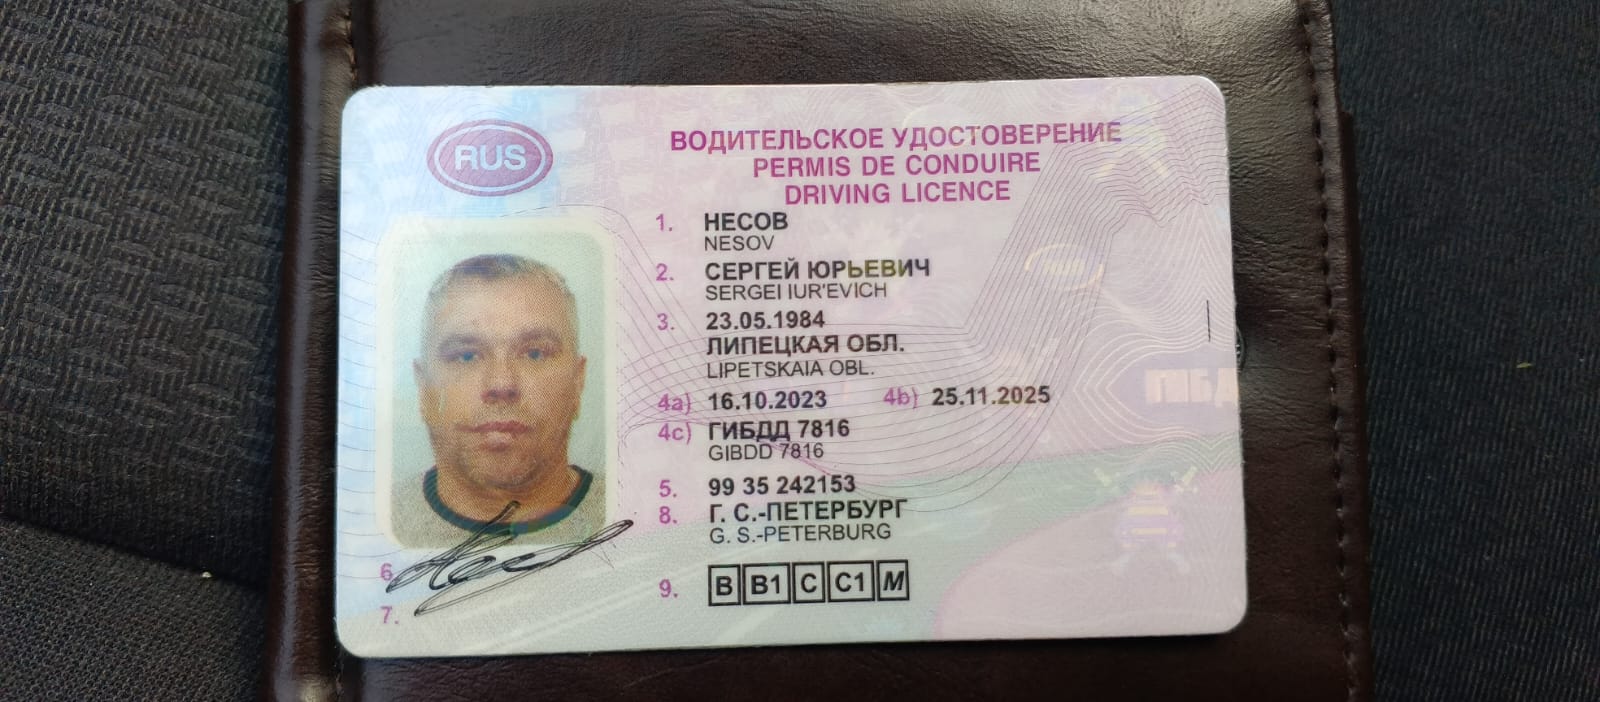 RUS
ВОДИТЕЛЬСКОЕ УДОСТОВЕРЕНИЕ
PERMIS DE CONDUIRE
DRIVING LICENCE
1. НЕСОВ
NESOV
2. СЕРГЕЙ ЮРЬЕВИЧ
SERGEI IUR'EVICH
3. 23.05.1984
ЛИПЕЦКАЯ ОБЛ.
LIPETSKAIA OBL.
4a) 16.10.2023 4b) 25.11.2025
4c) ГИБДД 7816
GIBDD 7816
5. 99 35 242153
8. Г. С.-ПЕТЕРБУРГ
G. S.-PETERBURG
6.
7.
9. B B1 C C1 M
RUS
ГИБД